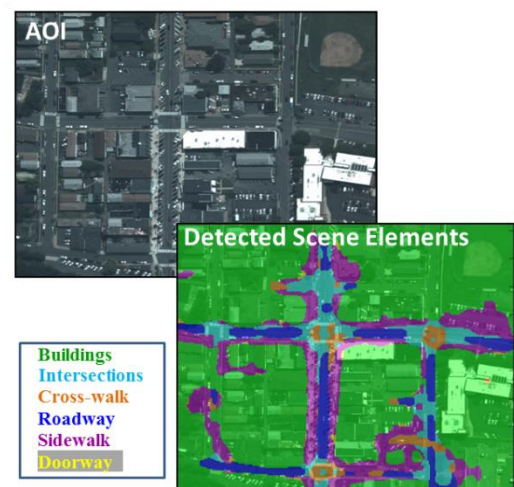 AOI
Detected Scene Elements
Buildings
Intersections
Cross-walk
Roadway
Sidewalk
Doorway